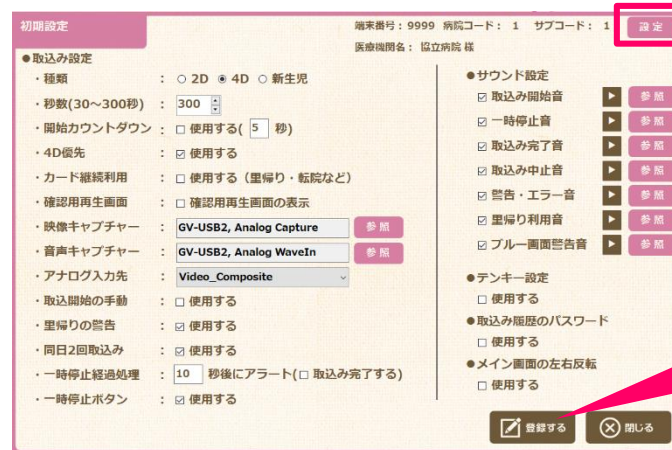 初期設定
端末番号：9999 病院コード： 1 サブコード： 1 設定
医療機関名： 協立病院 様
●取込み設定
・種類 ： 2D 4D 新生児
・秒数(30～300秒) ： 300
・開始カウントダウン ： 使用する( 5 秒)
・4D優先 ： 使用する
・カード継続利用 ： 使用する（里帰り・転院など）
・確認用再生画面 ： 確認用再生画面の表示
・映像キャプチャー ： GV-USB2, Analog Capture 参照
・音声キャプチャー ： GV-USB2, Analog WaveIn 参照
・アナログ入力先 ： Video_Composite
・取込開始の手動 ： 使用する
・里帰りの警告 ： 使用する
・同日2回取込み ： 使用する
・一時停止経過処理 ： 10 秒後にアラート( 取込み完了する)
・一時停止ボタン ： 使用する
●サウンド設定
取込み開始音 参照
一時停止音 参照
取込み完了音 参照
取込み中止音 参照
警告・エラー音 参照
里帰り利用音 参照
ブルー画面警告音 参照
●テンキー設定
使用する
●取込み履歴のパスワード
使用する
●メイン画面の左右反転
使用する
登録する 閉じる